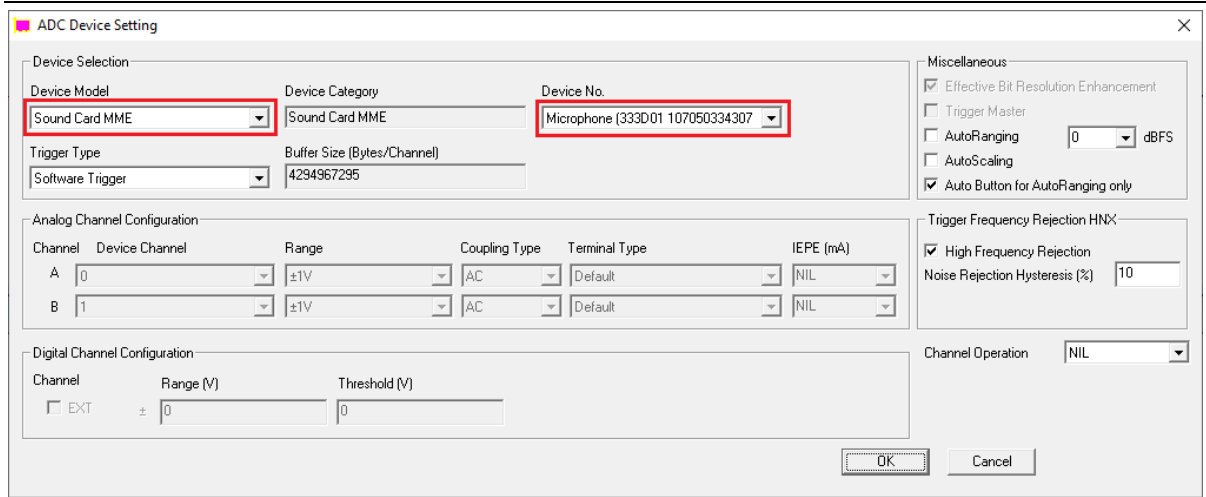 ADC Device Setting
Device Selection
Device Model
Device Category
Device No.
Sound Card MME
Sound Card MME
Microphone (333D01 107050334307
Trigger Type
Buffer Size (Bytes/Channel)
Software Trigger
4294967295
Miscellaneous
Effective Bit Resolution Enhancement
Trigger Master
AutoRanging 0 dBFS
AutoScaling
Auto Button for AutoRanging only
Analog Channel Configuration
Channel Device Channel Range Coupling Type Terminal Type IEPE (mA)
A 0 ±1V AC Default NIL
B 1 ±1V AC Default NIL
Trigger Frequency Rejection HNX
High Frequency Rejection
Noise Rejection Hysteresis (%) 10
Digital Channel Configuration
Channel Range (V) Threshold (V)
EXT ± 0 0
Channel Operation NIL
OK Cancel